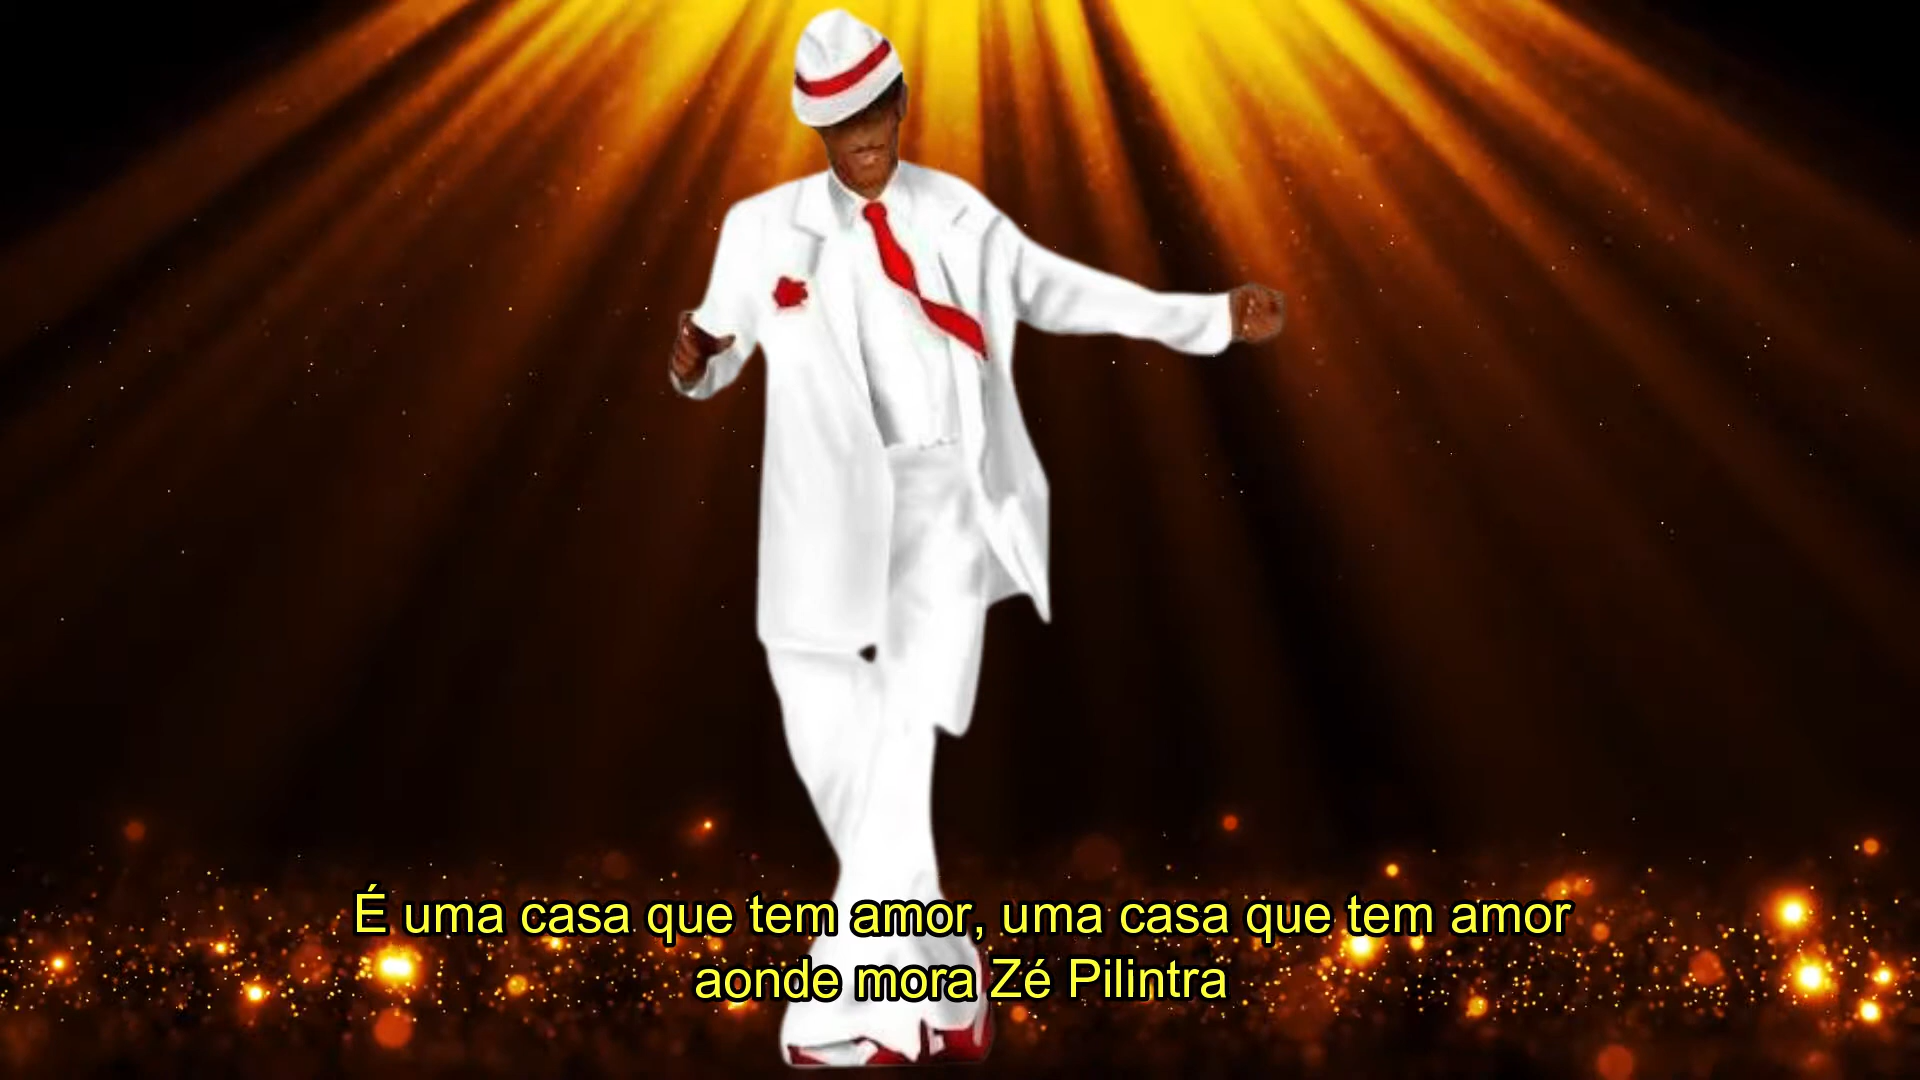 É uma casa que tem amor, uma casa que tem amor
aonde mora Zé Pilintra